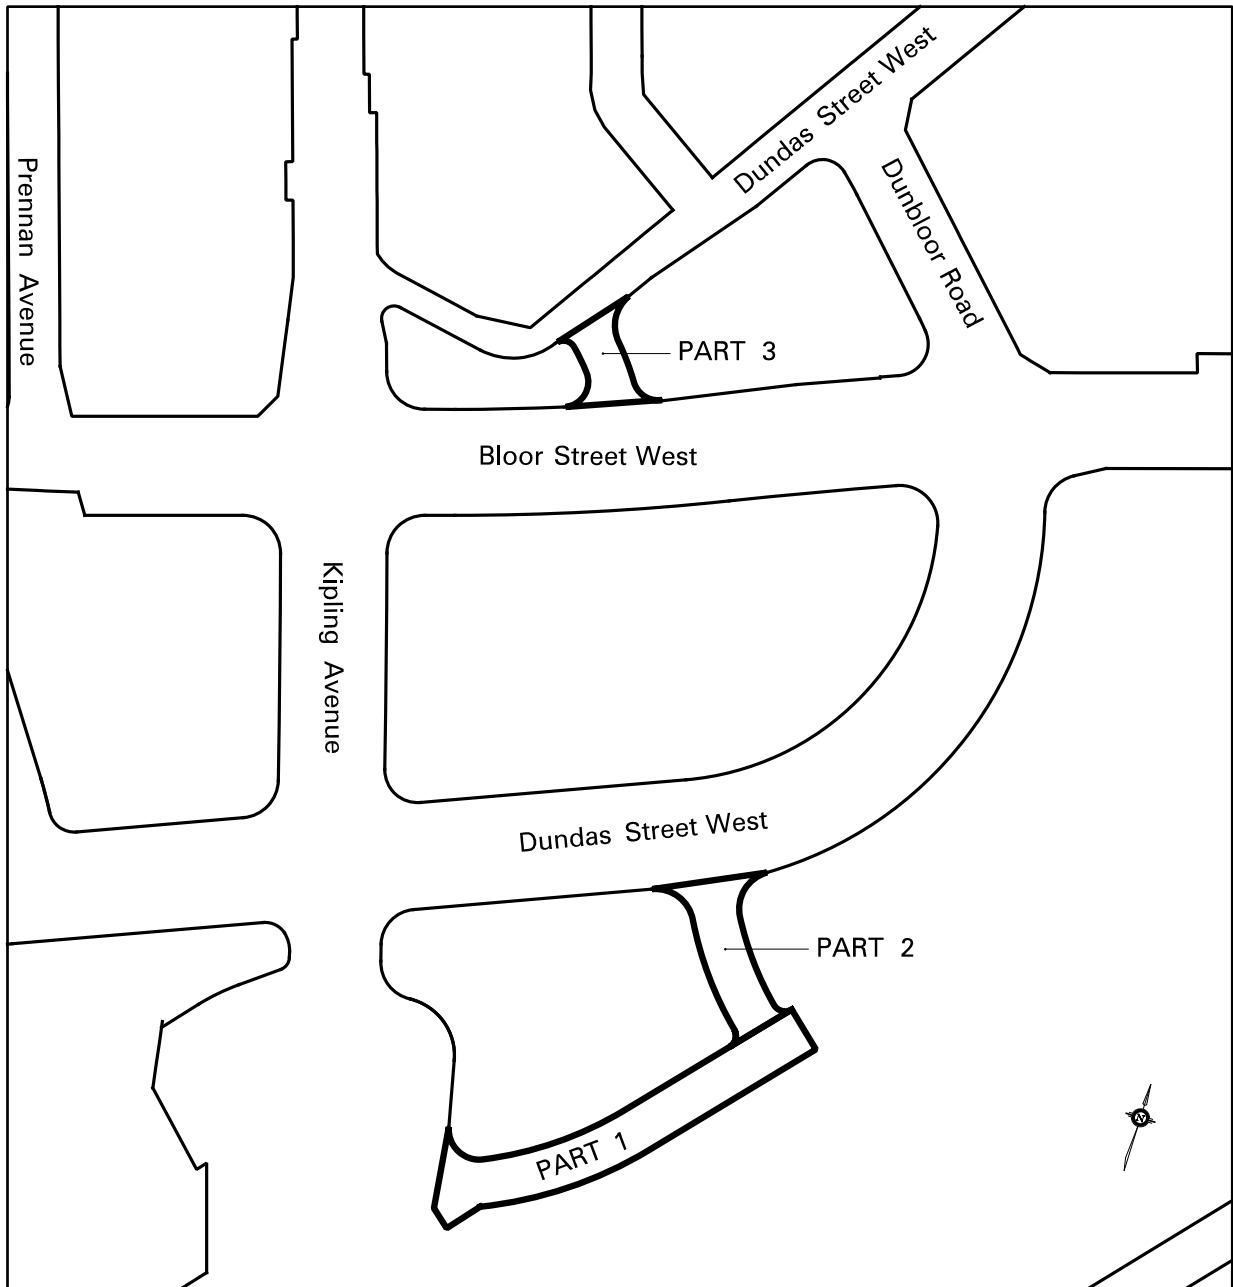 Dundas Street West
Prennan Avenue
Dunbloor Road
PART 3
Bloor Street West
Kipling Avenue
Dundas Street West
PART 2
N
PART 1